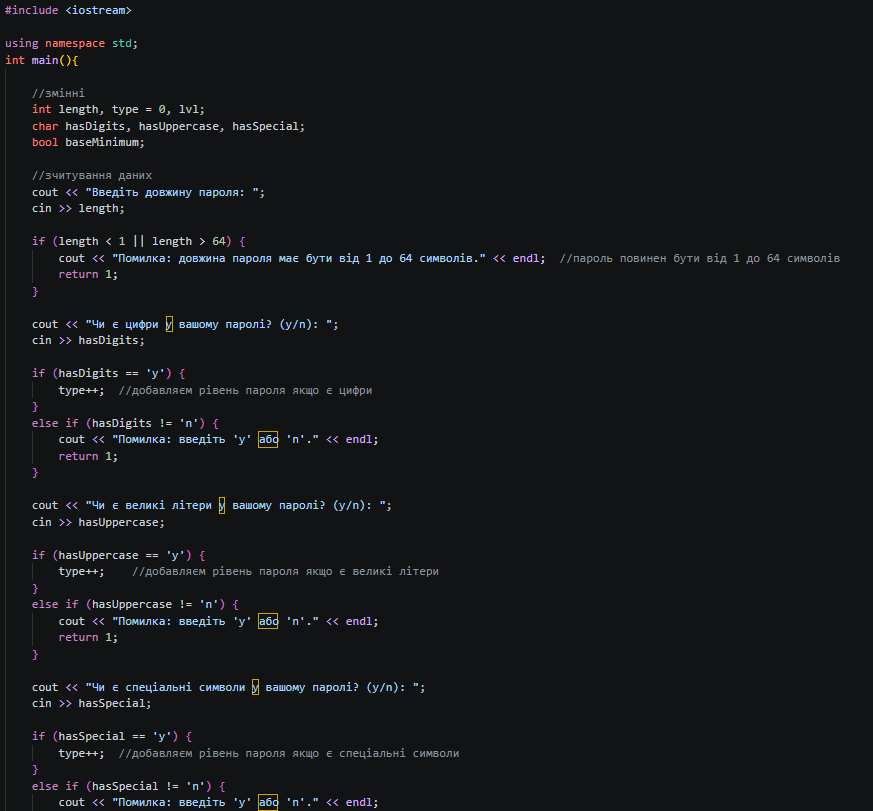 #include <iostream>
using namespace std;
int main(){
//змінні
int length, type = 0, lvl;
char hasDigits, hasUppercase, hasSpecial;
bool baseMinimum;
//зчитування даних
cout << "Введіть довжину пароля: ";
cin >> length;
if (length < 1 || length > 64) {
cout << "Помилка: довжина пароля має бути від 1 до 64 символів." << endl;  //пароль повинен бути від 1 до 64 символів
return 1;
}
cout << "Чи є цифри у вашому паролі? (y/n): ";
cin >> hasDigits;
if (hasDigits == 'y') {
type++;  //добавляєм рівень пароля якщо є цифри
}
else if (hasDigits != 'n') {
cout << "Помилка: введіть 'y' або 'n'." << endl;
return 1;
}
cout << "Чи є великі літери у вашому паролі? (y/n): ";
cin >> hasUppercase;
if (hasUppercase == 'y') {
type++;    //добавляєм рівень пароля якщо є великі літери
}
else if (hasUppercase != 'n') {
cout << "Помилка: введіть 'y' або 'n'." << endl;
return 1;
}
cout << "Чи є спеціальні символи у вашому паролі? (y/n): ";
cin >> hasSpecial;
if (hasSpecial == 'y') {
type++;  //добавляєм рівень пароля якщо є спеціальні символи
}
else if (hasSpecial != 'n') {
cout << "Помилка: введіть 'y' або 'n'." << endl;